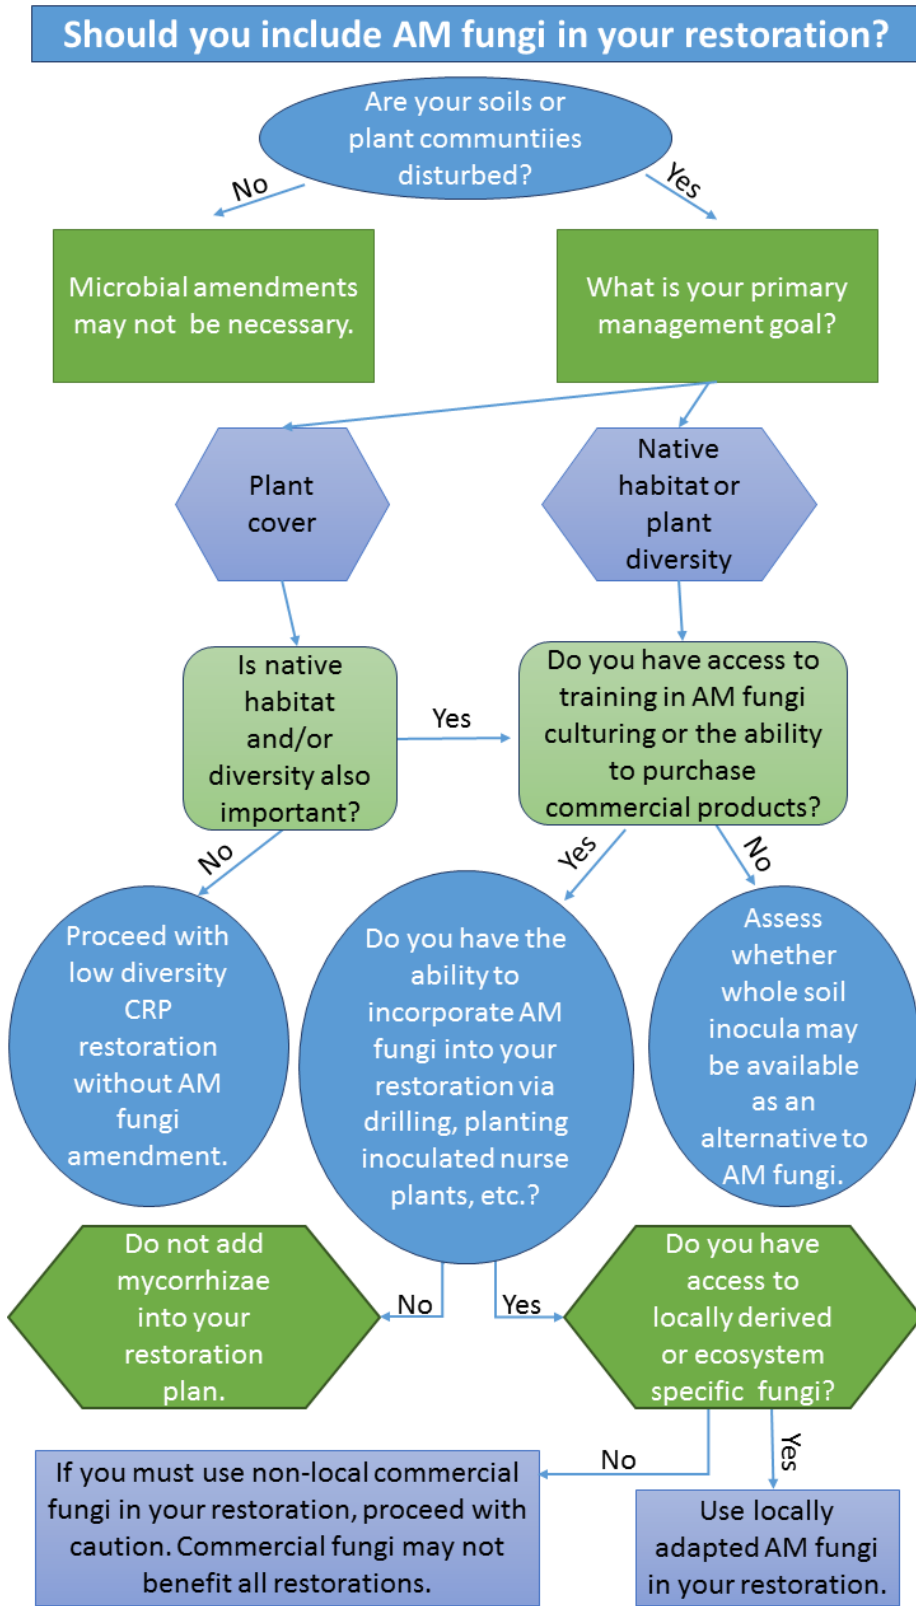 Should you include AM fungi in your restoration?
Are your soils or
plant communtiies
disturbed?
No
Yes
Microbial amendments
may not be necessary.
What is your primary
management goal?
Plant
cover
Native
habitat or
plant
diversity
Is native
habitat
and/or
diversity also
important?
Yes
Do you have access to
training in AM fungi
culturing or the ability
to purchase
commercial products?
No
Yes
No
Proceed with
low diversity
CRP
restoration
without AM
fungi
amendment.
Do you have the
ability to
incorporate AM
fungi into your
restoration via
drilling, planting
inoculated nurse
plants, etc.?
Assess
whether
whole soil
inocula may
be available
as an
alternative to
AM fungi.
Do not add
mycorrhizae
into your
restoration
plan.
No
Yes
Do you have
access to
locally derived
or ecosystem
specific fungi?
No
Yes
If you must use non-local commercial
fungi in your restoration, proceed with
caution. Commercial fungi may not
benefit all restorations.
Use locally
adapted AM fungi
in your restoration.